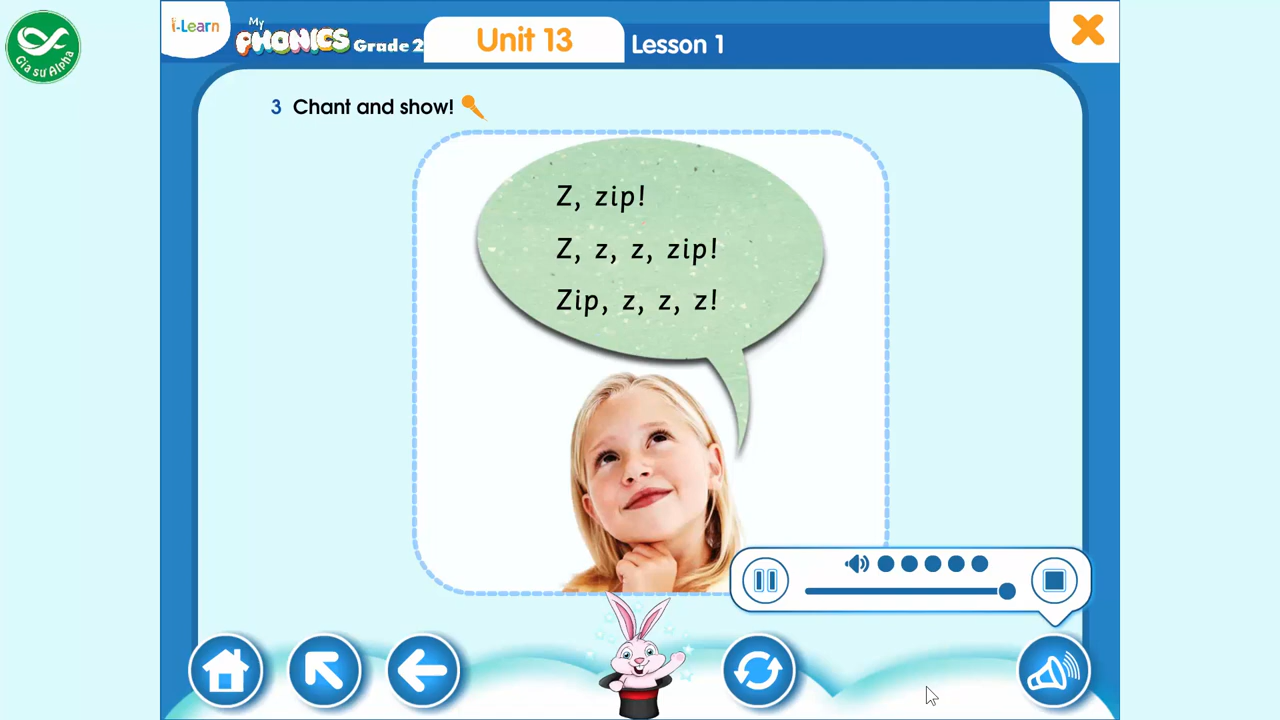 i-Learn
My
PHONICS Grade 2
Unit 13
Lesson 1
Gia sư Alpha
3 Chant and show!
Z, zip!
Z, z, z, zip!
Zip, z, z, z!